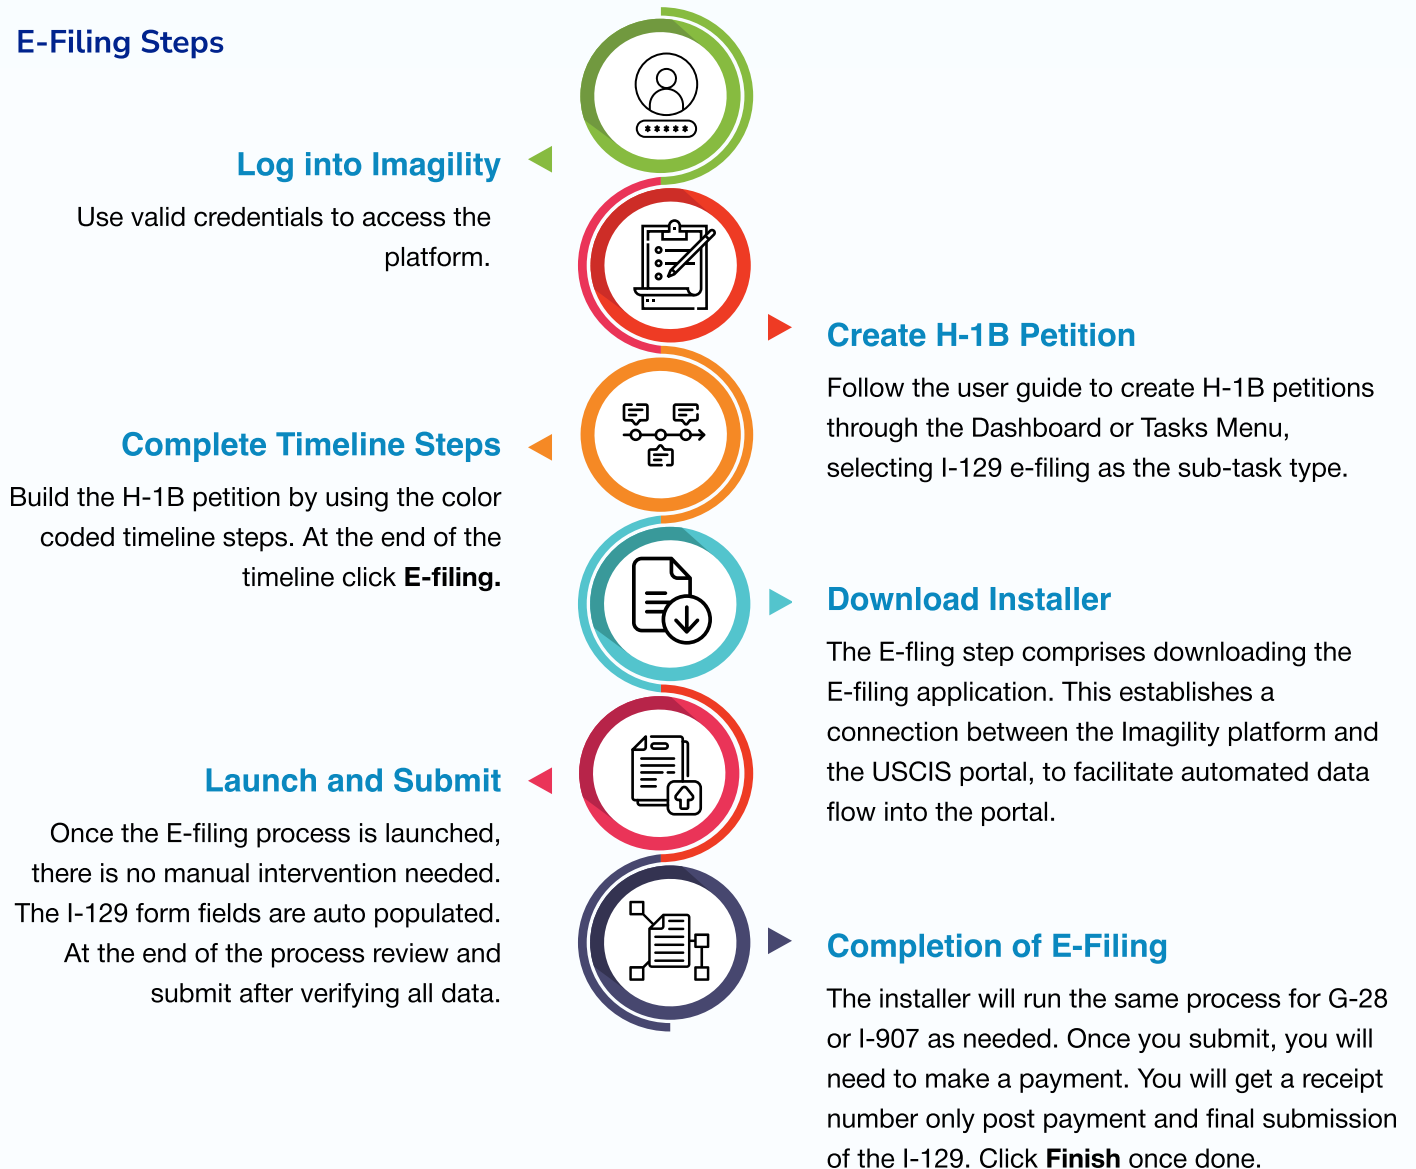 E-Filing Steps
Log into Imagility
Use valid credentials to access the
platform.
Create H-1B Petition
Follow the user guide to create H-1B petitions
through the Dashboard or Tasks Menu,
selecting I-129 e-filing as the sub-task type.
Complete Timeline Steps
Build the H-1B petition by using the color
coded timeline steps. At the end of the
timeline click E-filing.
Download Installer
The E-fling step comprises downloading the
E-filing application. This establishes a
connection between the Imagility platform and
the USCIS portal, to facilitate automated data
flow into the portal.
Launch and Submit
Once the E-filing process is launched,
there is no manual intervention needed.
The I-129 form fields are auto populated.
At the end of the process review and
submit after verifying all data.
Completion of E-Filing
The installer will run the same process for G-28
or I-907 as needed. Once you submit, you will
need to make a payment. You will get a receipt
number only post payment and final submission
of the I-129. Click Finish once done.